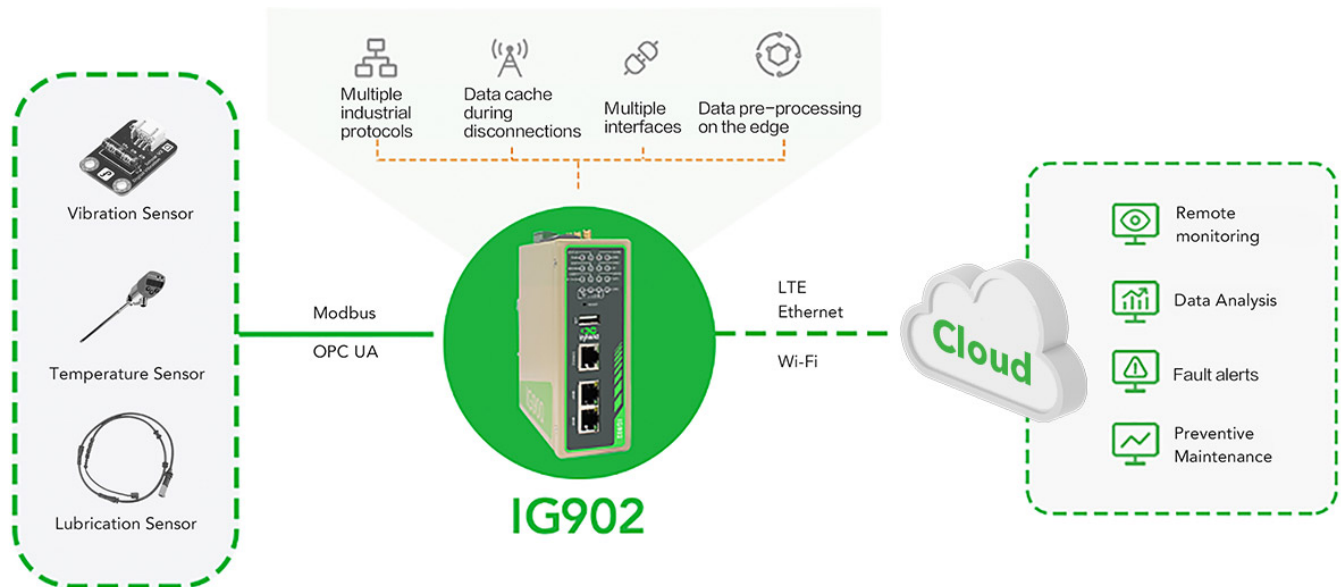 Multiple
industrial
protocols
Data cache
during
disconnections
Multiple
interfaces
Data pre-processing
on the edge
Vibration Sensor
Temperature Sensor
Lubrication Sensor
Modbus
OPC UA
IG900
IG902
IG902
LTE
Ethernet
Wi-Fi
Cloud
Remote
monitoring
Data Analysis
Fault alerts
Preventive
Maintenance